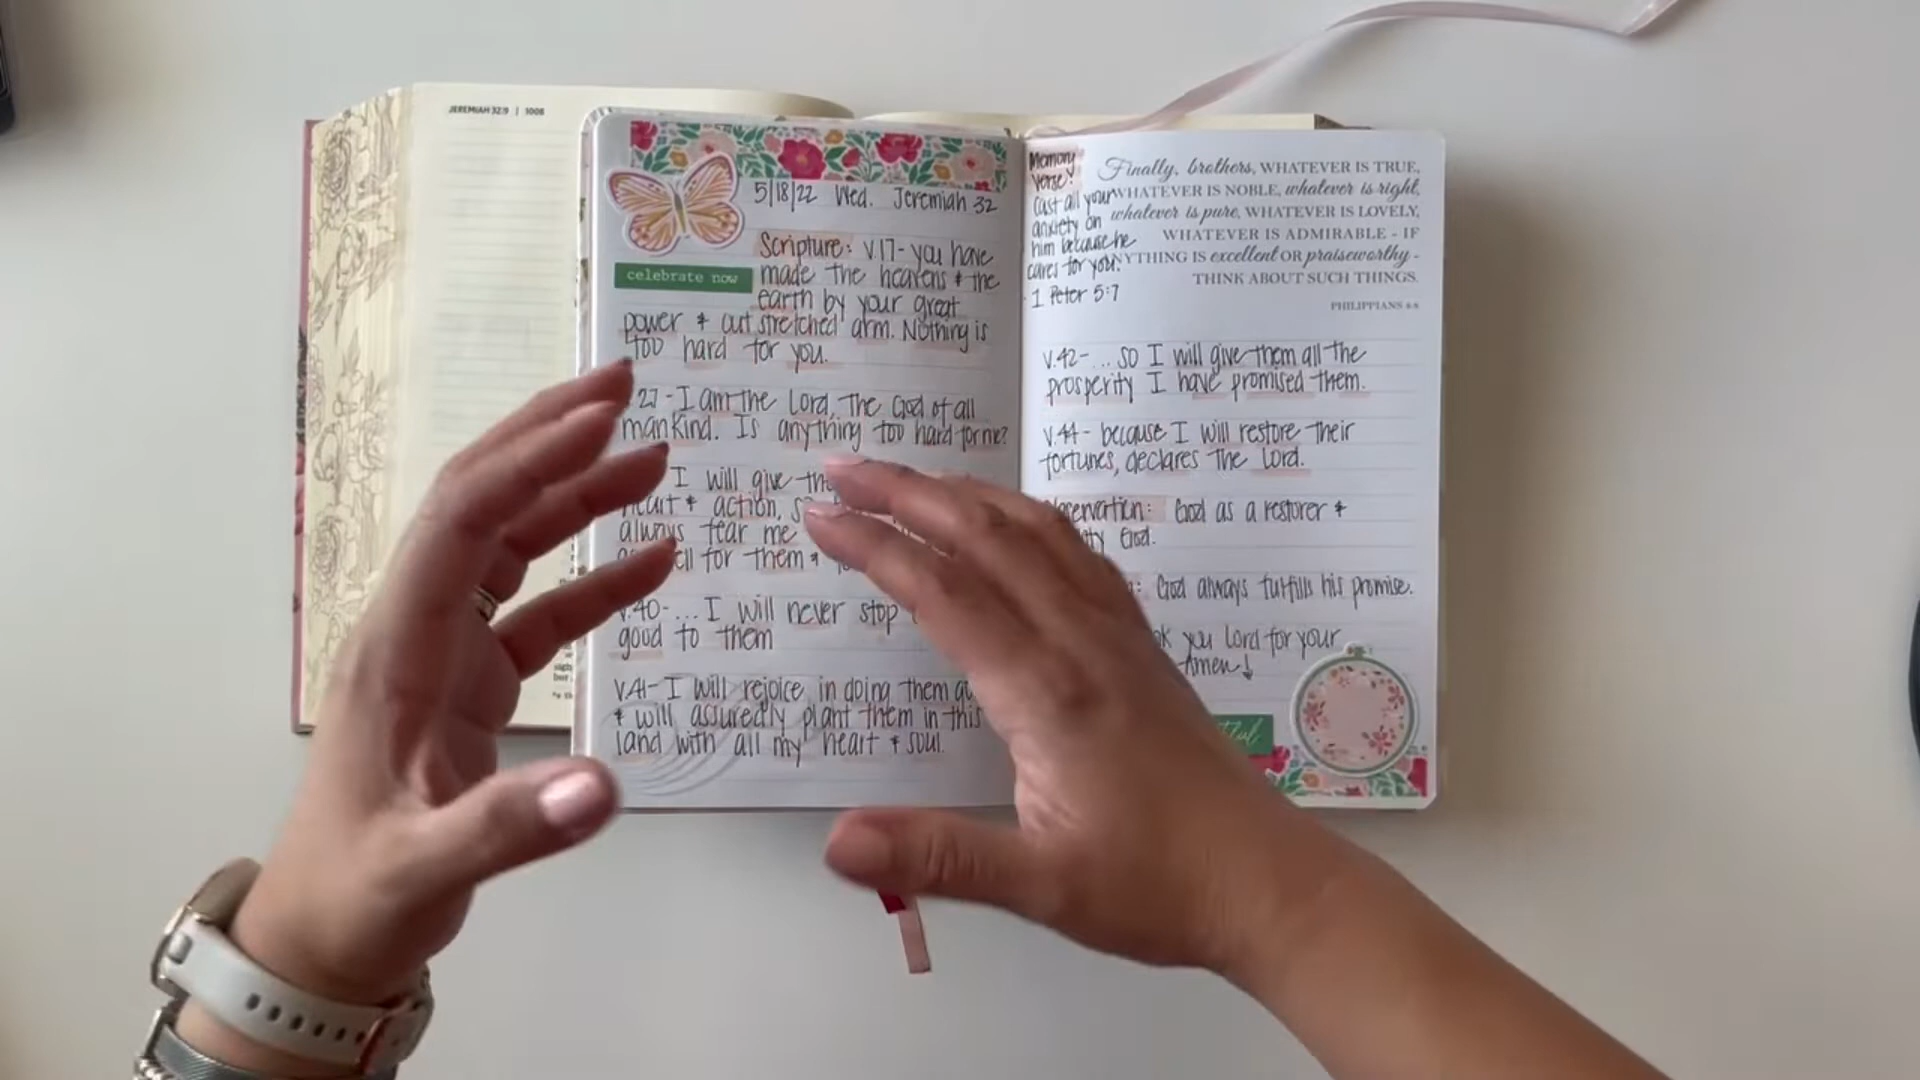 JEREMIAH 32:9 | 1008
5/18/22 Wed. Jeremiah 32
Scripture: v.17- you have
celebrate now
made the heavens & the
earth by your great
power & out stretched arm. Nothing is
too hard for you.
27 - I am the Lord, the God of all
mankind. Is anything too hard for me?
I will give
heart & action,
always fear me
for them &
v.40- ... I will never stop
good to them
v.41- I will rejoice in doing them
& will assuredly plant them in this
land with all my heart & soul.
Memory
Verse:
Cast all your
anxiety on
him because he
cares for you.
1 Peter 5:7
Finally, brothers, WHATEVER IS TRUE,
WHATEVER IS NOBLE, whatever is right,
whatever is pure, WHATEVER IS LOVELY,
WHATEVER IS ADMIRABLE - IF
ANYTHING IS excellent OR praiseworthy -
THINK ABOUT SUCH THINGS.
PHILIPPIANS 4:8
v.42- ... so I will give them all the
prosperity I have promised them.
v.44- because I will restore their
fortunes, declares the Lord.
God as a restorer &
God.
God always fulfills his promise.
you Lord for your
Amen!